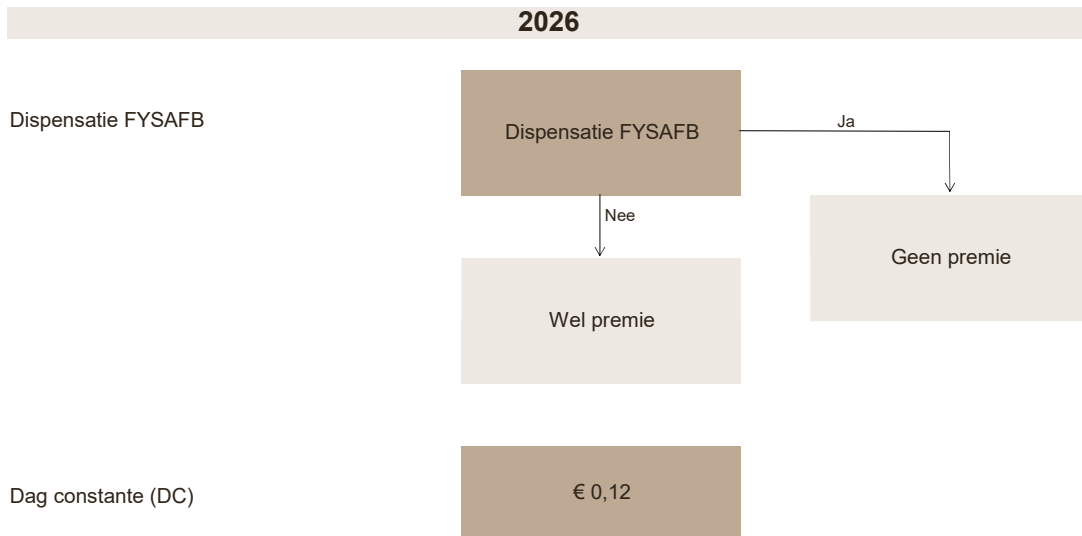 2026
Dispensatie FYSAFB
Dispensatie FYSAFB
Ja
Nee
Geen premie
Wel premie
Dag constante (DC)
€ 0,12